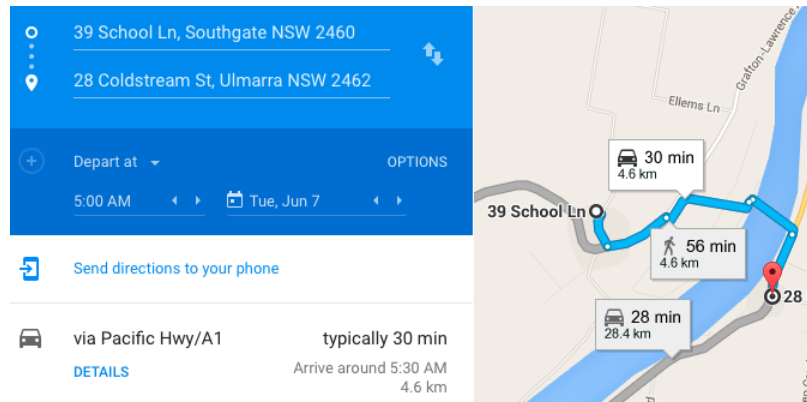 39 School Ln, Southgate NSW 2460
28 Coldstream St, Ulmarra NSW 2462
Depart at
OPTIONS
5:00 AM
Tue, Jun 7
Send directions to your phone
via Pacific Hwy/A1
typically 30 min
DETAILS
Arrive around 5:30 AM
4.6 km
Grafton-Lawrence
Ellems Ln
30 min
4.6 km
39 School Ln
56 min
4.6 km
28
28 min
28.4 km